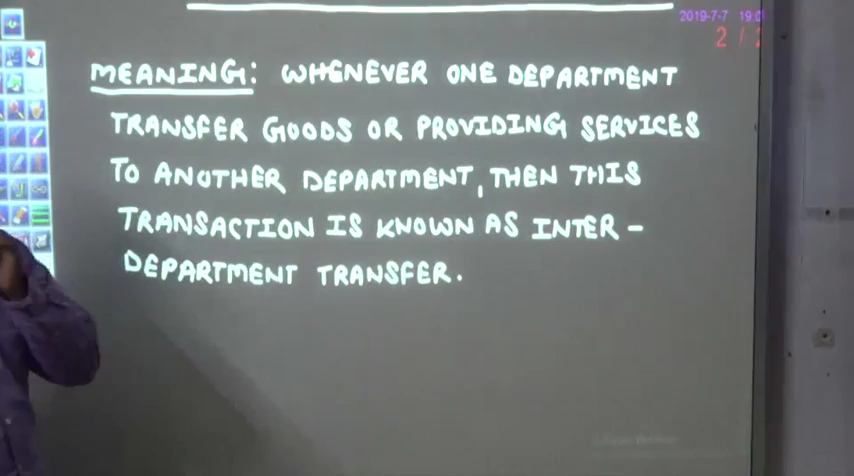 2019-7-7 19:0
2 / 2
MEANING: WHENEVER ONE DEPARTMENT
TRANSFER GOODS OR PROVIDING SERVICES
TO ANOTHER DEPARTMENT, THEN THIS
TRANSACTION IS KNOWN AS INTER-
DEPARTMENT TRANSFER.